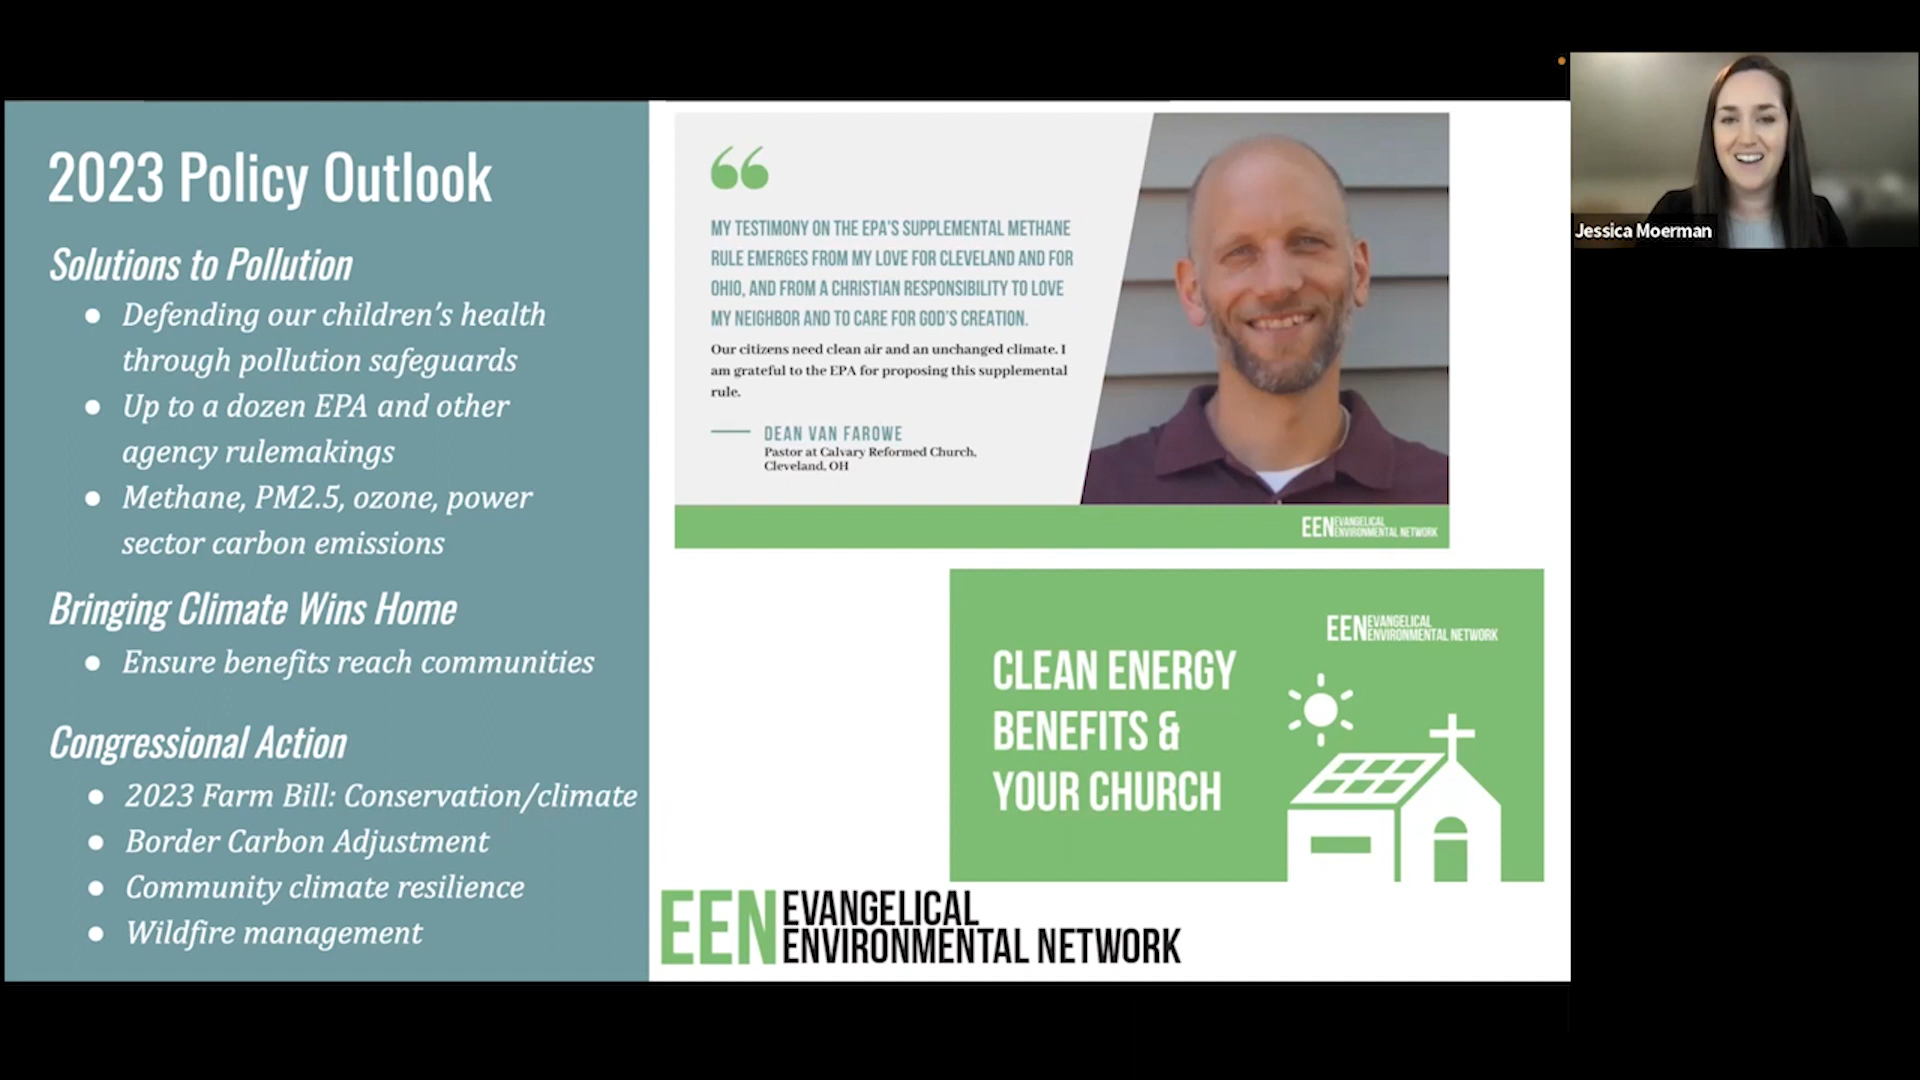 2023 Policy Outlook
Solutions to Pollution
● Defending our children's health
through pollution safeguards
● Up to a dozen EPA and other
agency rulemakings
● Methane, PM2.5, ozone, power
sector carbon emissions
Bringing Climate Wins Home
● Ensure benefits reach communities
Congressional Action
● 2023 Farm Bill: Conservation/climate
● Border Carbon Adjustment
● Community climate resilience
● Wildfire management
“
MY TESTIMONY ON THE EPA'S SUPPLEMENTAL METHANE
RULE EMERGES FROM MY LOVE FOR CLEVELAND AND FOR
OHIO, AND FROM A CHRISTIAN RESPONSIBILITY TO LOVE
MY NEIGHBOR AND TO CARE FOR GOD'S CREATION.
Our citizens need clean air and an unchanged climate. I
am grateful to the EPA for proposing this supplemental
rule.
DEAN VAN FAROWE
Pastor at Calvary Reformed Church,
Cleveland, OH
EEN EVANGELICAL
ENVIRONMENTAL NETWORK
EEN EVANGELICAL
ENVIRONMENTAL NETWORK
CLEAN ENERGY
BENEFITS &
YOUR CHURCH
EEN EVANGELICAL
ENVIRONMENTAL NETWORK
Jessica Moerman